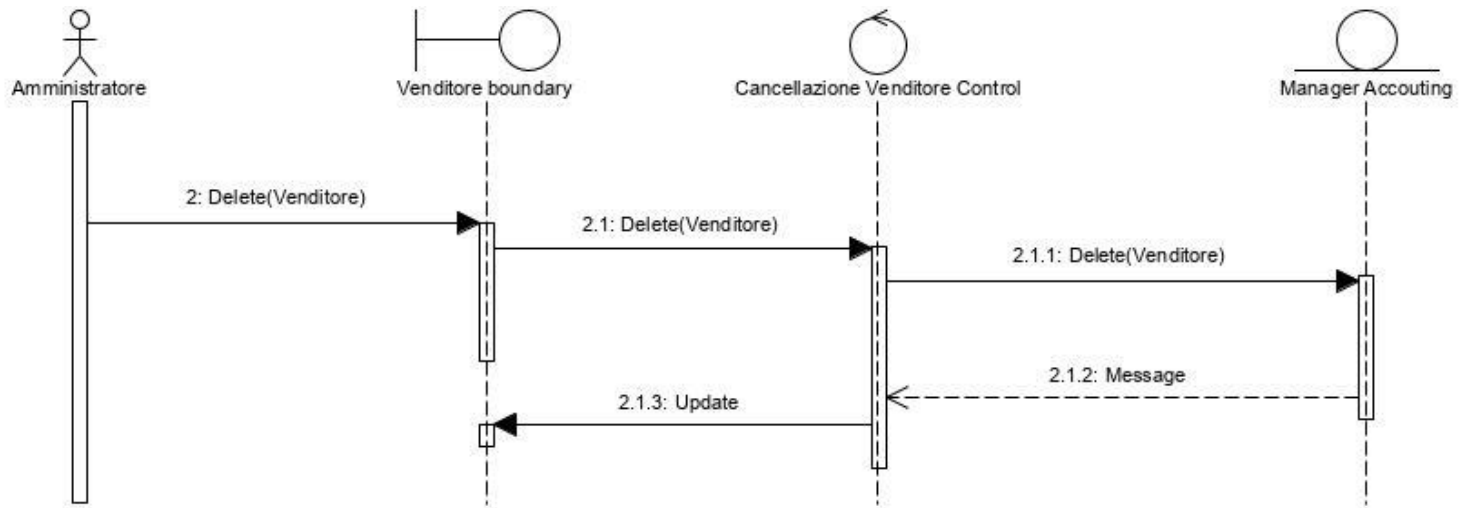 Amministratore
Venditore boundary
Cancellazione Venditore Control
Manager Accouting
2: Delete(Venditore)
2.1: Delete(Venditore)
2.1.1: Delete(Venditore)
2.1.2: Message
2.1.3: Update